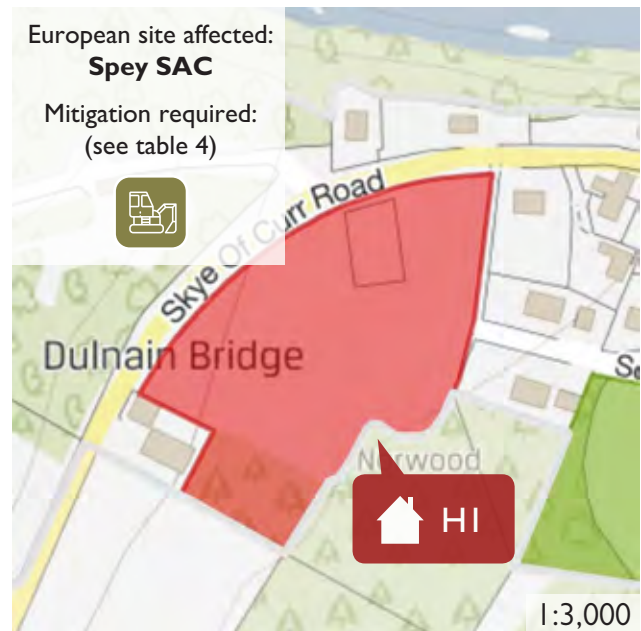 European site affected:
Spey SAC
Mitigation required:
(see table 4)
Skye Of Curr Road
Dulnain Bridge
Se
Norwood
H1
1:3,000